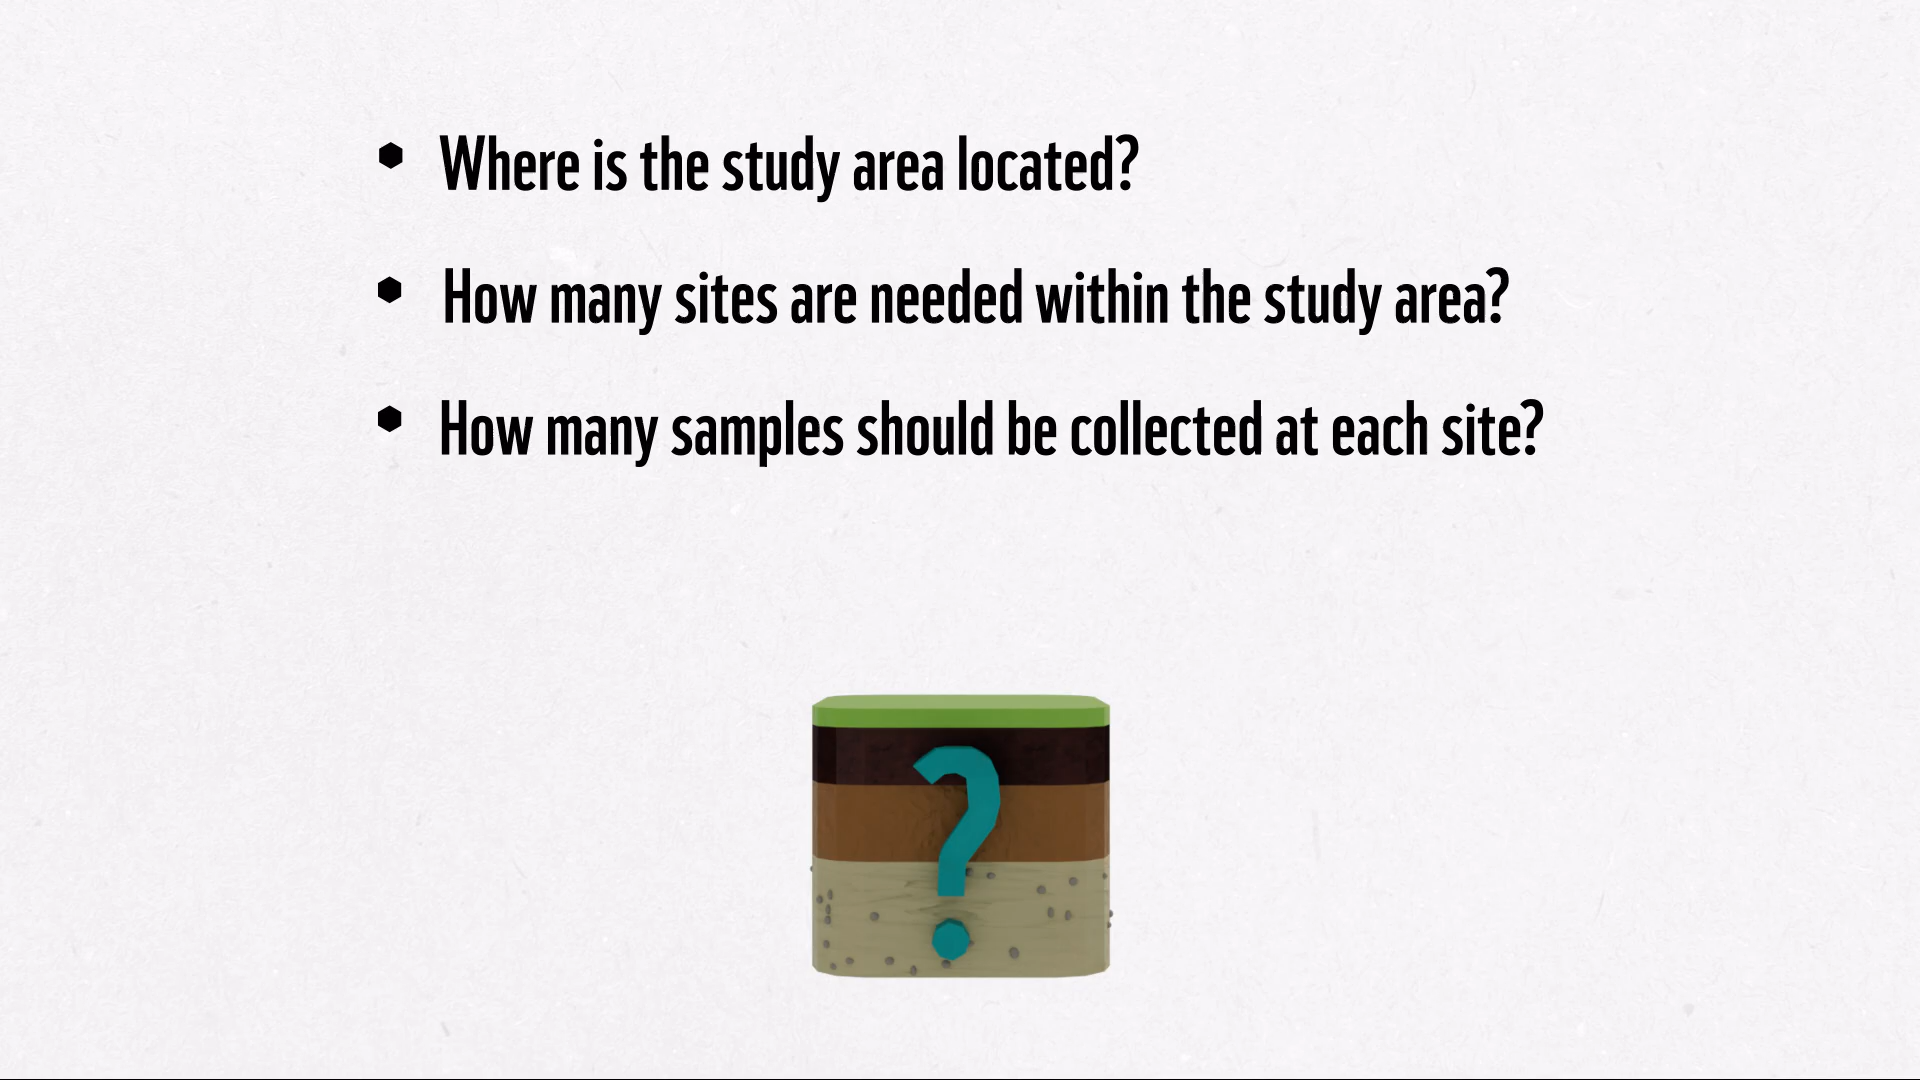 • Where is the study area located?
• How many sites are needed within the study area?
• How many samples should be collected at each site?
?